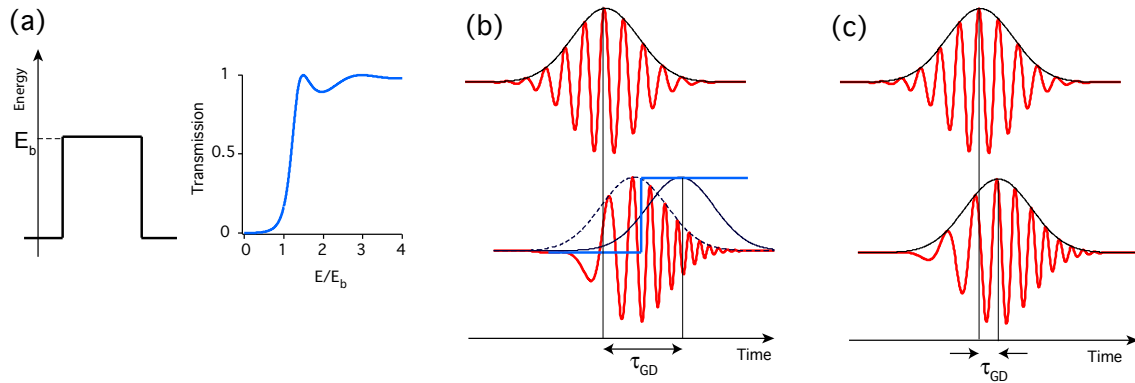 (a)
Energy
E_b
Transmission
1
0.5
0
0 1 2 3 4
E/E_b
(b)
Time
τ_GD
(c)
Time
τ_GD